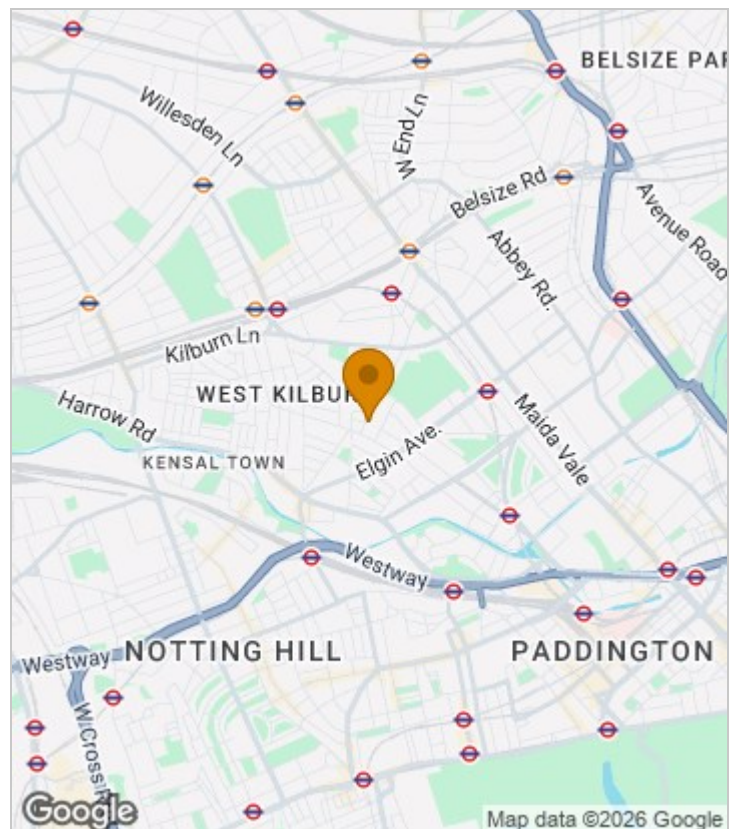 BELSIZE PAR
Willesden Ln
W End Ln
Belsize Rd
Avenue Road
Abbey Rd.
Kilburn Ln
WEST KILBUR
Harrow Rd
Maida Vale
Elgin Ave.
KENSAL TOWN
Westway
NOTTING HILL
PADDINGTON
Westway
W Cross R
Google
Map data ©2026 Google